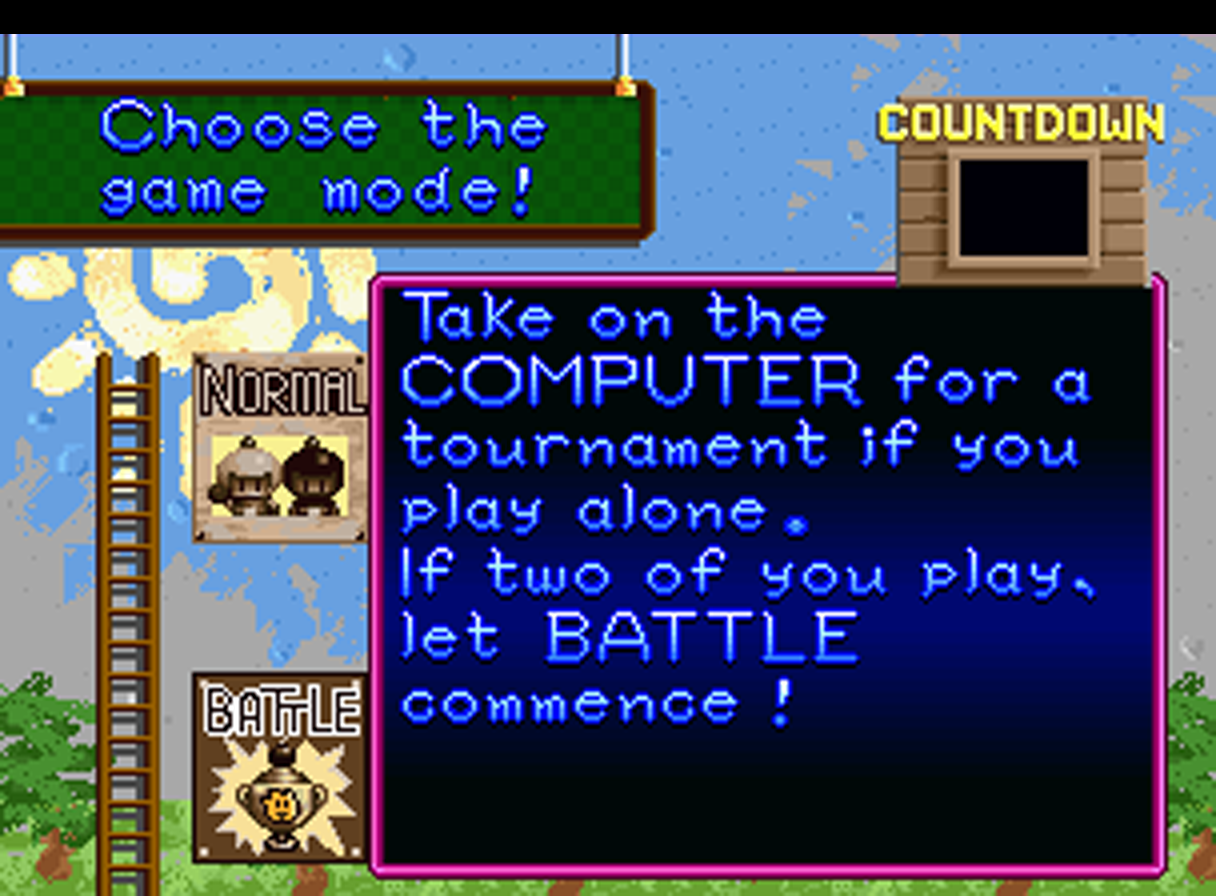 Choose the
game mode!
COUNTDOWN
Take on the
COMPUTER for a
tournament if you
play alone.
If two of you play,
let BATTLE
commence !
NORMAL
BATTLE